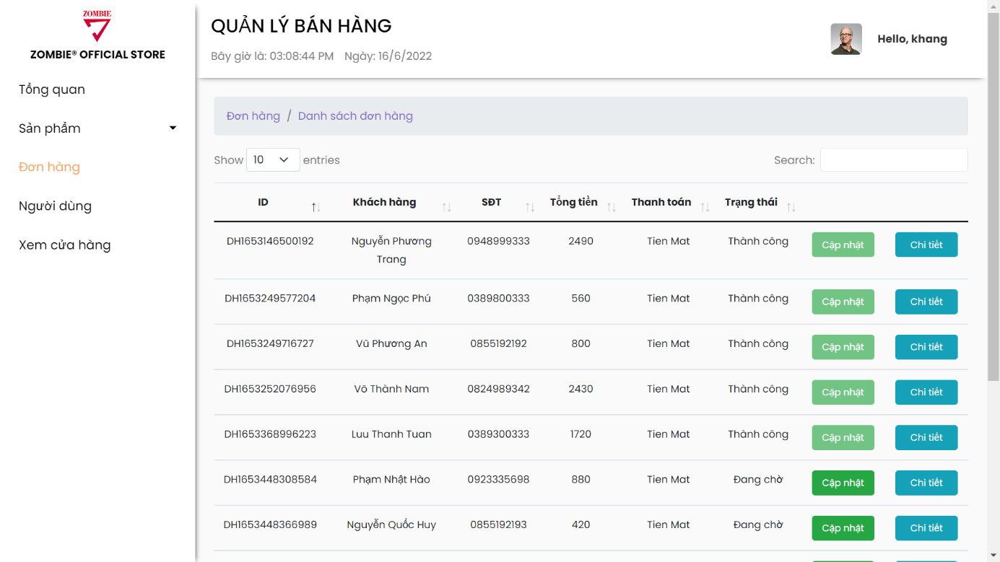 ZOMBIE
ZOMBIE® OFFICIAL STORE
Tổng quan
Sản phẩm
Đơn hàng
Người dùng
Xem cửa hàng
QUẢN LÝ BÁN HÀNG
Bây giờ là: 03:08:44 PM Ngày: 16/6/2022
Hello, khang
Đơn hàng / Danh sách đơn hàng
Show 10 entries Search:
ID Khách hàng SĐT Tổng tiền Thanh toán Trạng thái
DH1653146500192 Nguyễn Phương Trang 0948999333 2490 Tien Mat Thành công Cập nhật Chi tiết
DH1653249577204 Phạm Ngọc Phú 0389800333 560 Tien Mat Thành công Cập nhật Chi tiết
DH1653249716727 Vũ Phương An 0855192192 800 Tien Mat Thành công Cập nhật Chi tiết
DH1653252076956 Võ Thành Nam 0824989342 2430 Tien Mat Thành công Cập nhật Chi tiết
DH1653368996223 Luu Thanh Tuan 0389300333 1720 Tien Mat Thành công Cập nhật Chi tiết
DH1653448308584 Phạm Nhật Hào 0923335698 880 Tien Mat Đang chờ Cập nhật Chi tiết
DH1653448366989 Nguyễn Quốc Huy 0855192193 420 Tien Mat Đang chờ Cập nhật Chi tiết